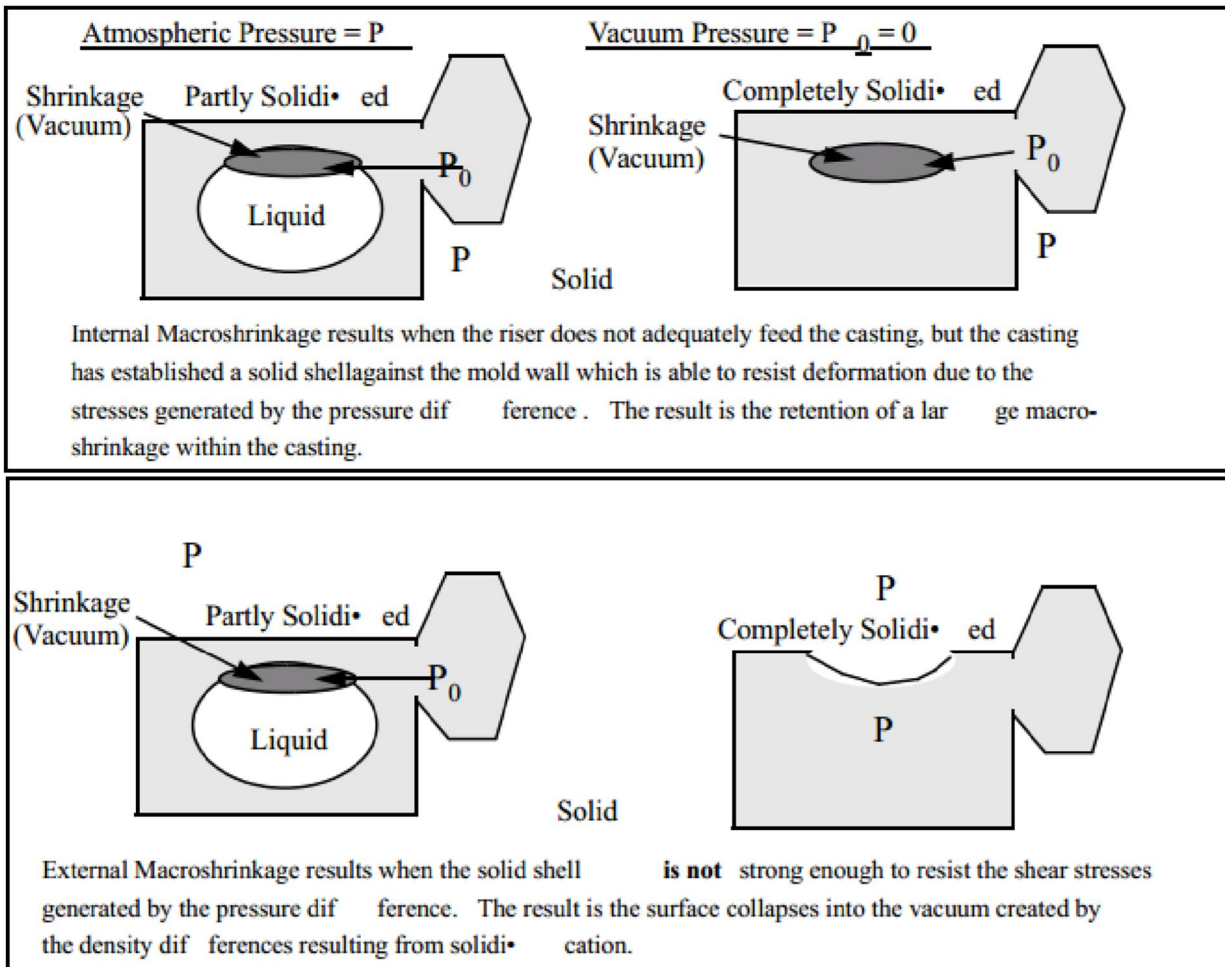 Atmospheric Pressure = P
Vacuum Pressure = P 0 = 0
Shrinkage
(Vacuum)
Partly Solidi• ed
P0
Liquid
P
Solid
Completely Solidi• ed
Shrinkage
(Vacuum)
P0
P
Internal Macroshrinkage results when the riser does not adequately feed the casting, but the casting
has established a solid shellagainst the mold wall which is able to resist deformation due to the
stresses generated by the pressure dif ference . The result is the retention of a lar ge macro-
shrinkage within the casting.
P
Shrinkage
(Vacuum)
Partly Solidi• ed
P0
Liquid
Solid
P
Completely Solidi• ed
P
External Macroshrinkage results when the solid shell is not strong enough to resist the shear stresses
generated by the pressure dif ference. The result is the surface collapses into the vacuum created by
the density dif ferences resulting from solidi• cation.